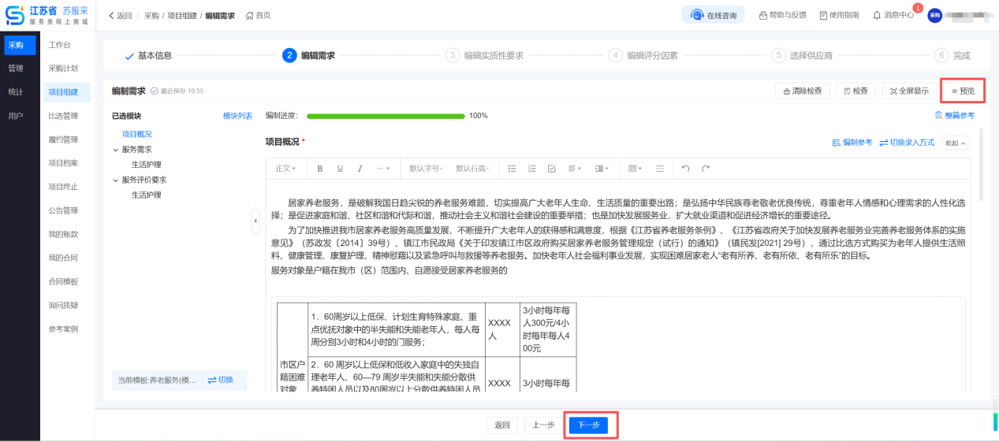 江苏省 苏服采
服务类网上商城
返回 采购 / 项目组建 / 编辑需求 首页
在线咨询 帮助与反馈 使用指南 消息中心 1 采购
采购
管理
统计
用户
工作台
采购计划
项目组建
比选管理
履约管理
项目档案
项目终止
公告管理
我的账款
我的合同
合同模板
询问质疑
参考案例
基本信息 2 编辑需求 3 编辑实质性要求 4 编辑评分因素 5 选择供应商 6 完成
编制需求 最近保存 10:55 清除检查 检查 全屏显示 预览
已选模块 模块列表
项目概况
服务需求
生活护理
服务评价要求
生活护理
当前模板:养老服务(模... 切换
编制进度: 100% 整篇参考
项目概况 * 编制参考 切换录入方式 收起
正文 B U I ... 默认字号 默认行高
居家养老服务，是破解我国日趋尖锐的养老服务难题，切实提高广大老年人生命、生活质量的重要出路；是弘扬中华民族尊老敬老优良传统，尊重老年人情感和心理需求的人性化选
择；是促进家庭和谐、社区和谐和代际和谐，推动社会主义和谐社会建设的重要举措；也是加快发展服务业，扩大就业渠道和促进经济增长的重要途径。
为了加快推进我市居家养老服务高质量发展，不断提升广大老年人的获得感和满意度，根据《江苏省养老服务条例》、《江苏省政府关于加快发展养老服务业完善养老服务体系的实施
意见》（苏政发〔2014〕39号）、镇江市民政局《关于印发镇江市区政府购买居家养老服务管理规定（试行）的通知》（镇民发[2021] 29号），通过比选方式购买为老年人提供生活照
料、健康管理、康复护理、精神慰藉以及紧急呼叫与救援等养老服务。加快老年人社会福利事业发展，实现困难居家老人“老有所养、老有所依、老有所乐”的目标。
服务对象是户籍在我市（区）范围内、自愿接受居家养老服务的
市区户
籍困难
对象
1．60周岁以上低保、计划生育特殊家庭、重
点优抚对象中的半失能和失能老年人，每人每
周分别3小时和4小时的门服务；
XXXX
人
3小时每年每
人300元/4小
时每年每人4
00元
2．60 周岁以上低保和低收入家庭中的失独自
理老年人、60—79 周岁半失能和失能分散供
养特困人员以及80周岁以上分散供养特困人员
XXXX
3小时每年每
返回 上一步 下一步